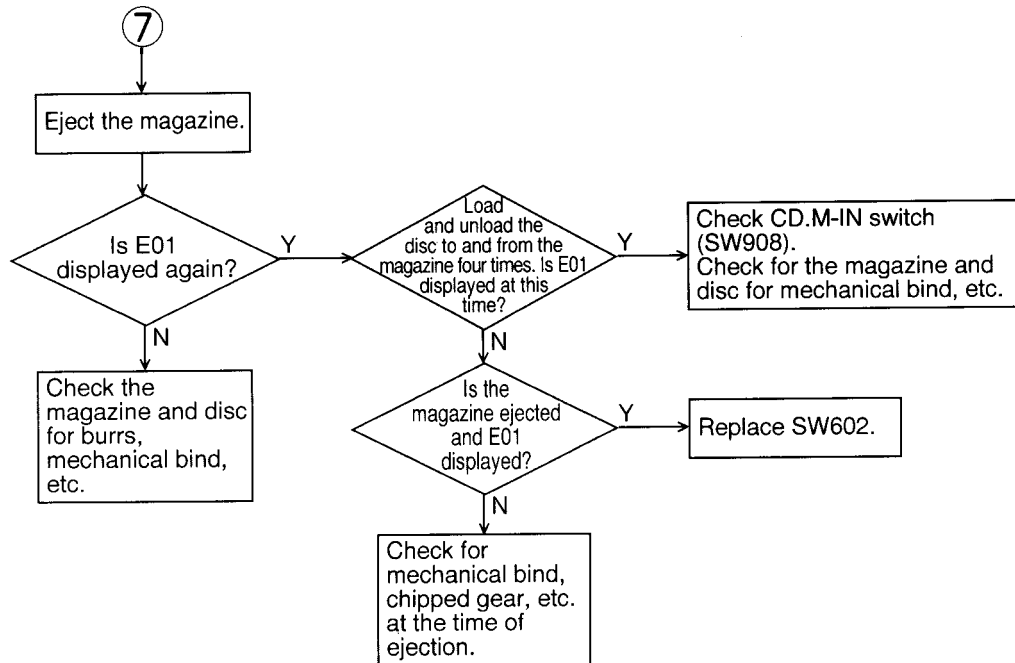 7
Eject the magazine.
Is E01
displayed again?
Y
N
Check the
magazine and disc
for burrs,
mechanical bind,
etc.
Load
and unload the
disc to and from the
magazine four times. Is E01
displayed at this
time?
Y
N
Check CD.M-IN switch
(SW908).
Check for the magazine and
disc for mechanical bind, etc.
Is the
magazine ejected
and E01
displayed?
Y
N
Replace SW602.
Check for
mechanical bind,
chipped gear, etc.
at the time of
ejection.